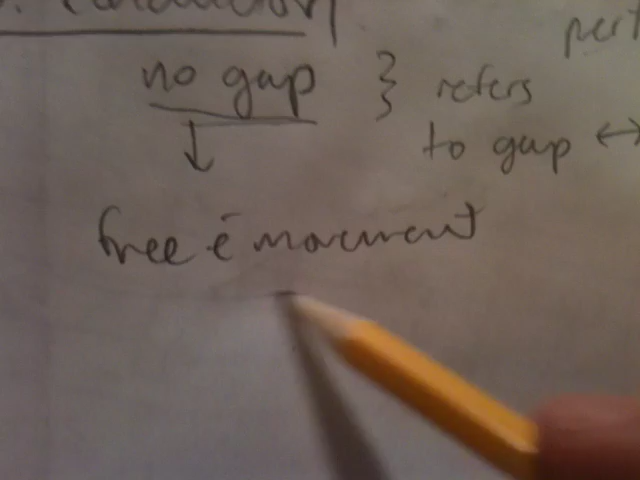 no gap } refers
to gap ↔
↓
free e⁻ movement